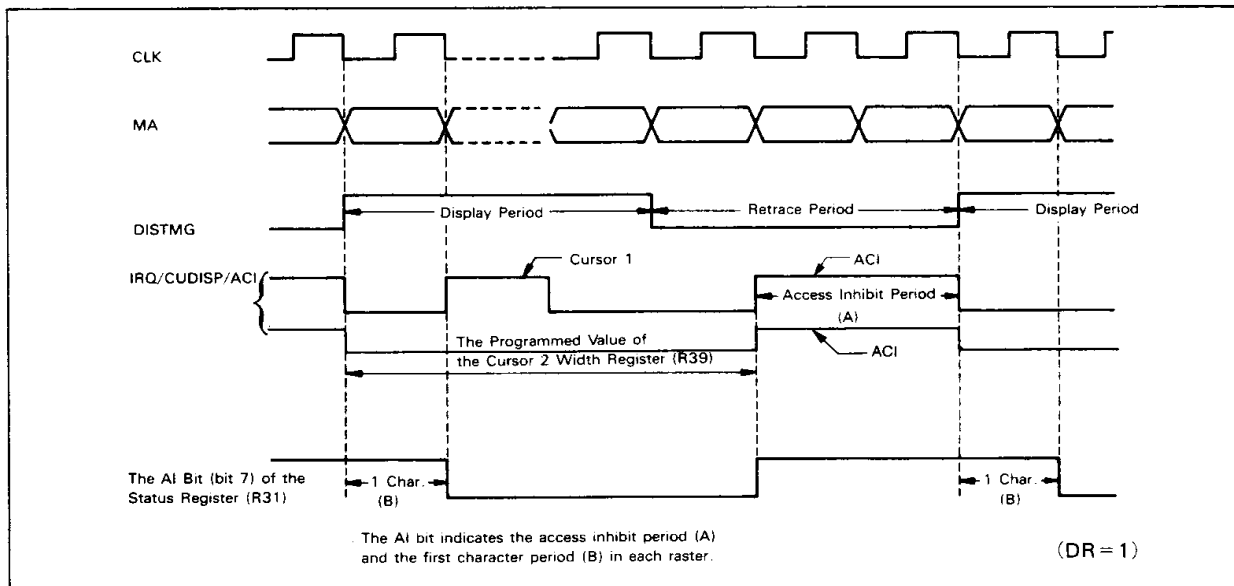 CLK
MA
DISTMG
Display Period
Retrace Period
Display Period
IRQ/CUDISP/ACI
Cursor 1
ACI
Access Inhibit Period
(A)
The Programmed Value of
the Cursor 2 Width Register (R39)
ACI
The AI Bit (bit 7) of the
Status Register (R31)
1 Char.
(B)
1 Char.
(B)
The AI bit indicates the access inhibit period (A)
and the first character period (B) in each raster.
(DR = 1)